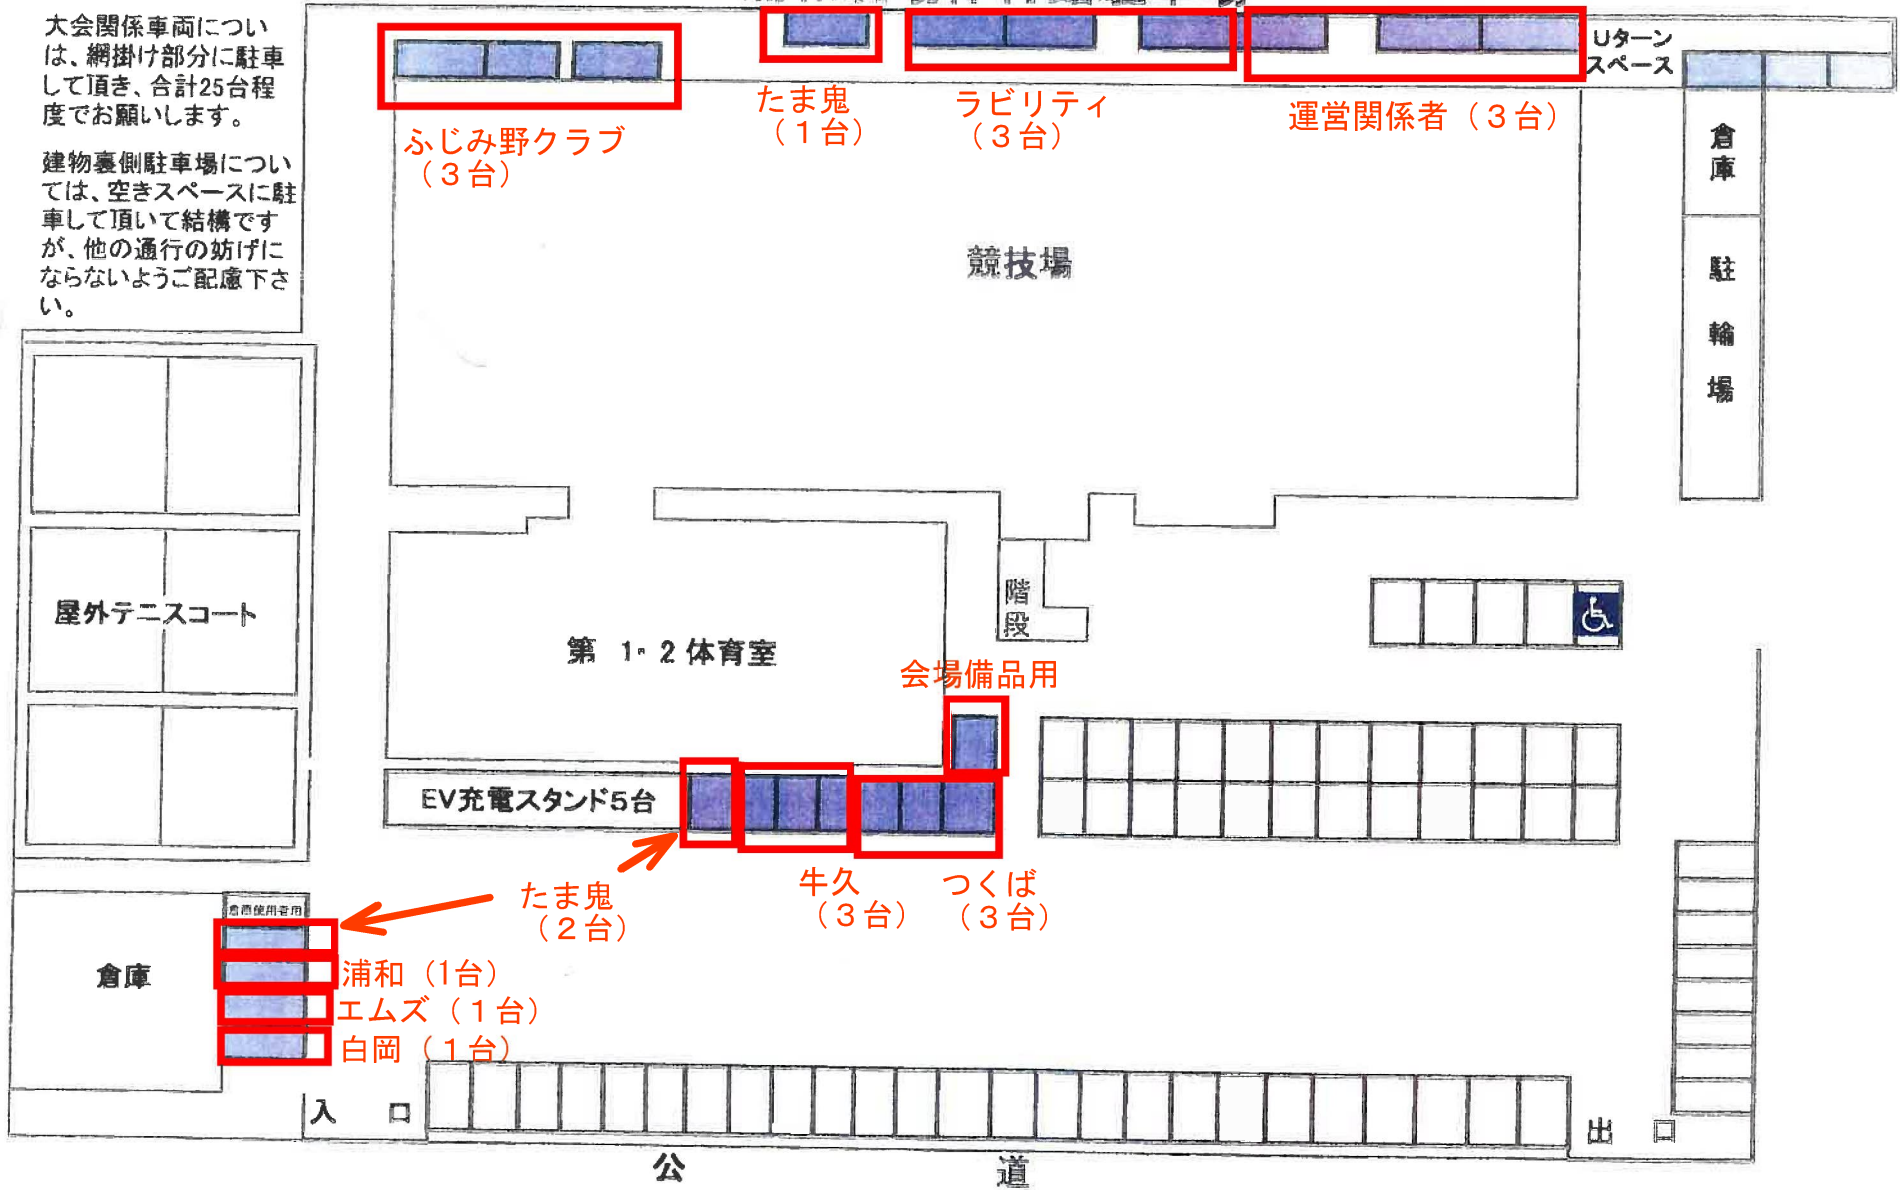 大会関係車両につい
は、網掛け部分に駐車
して頂き、合計25台程
度でお願いします。
建物裏側駐車場につい
ては、空きスペースに駐
車して頂いて結構です
が、他の通行の妨げに
ならないようご配慮下さ
い。
ふじみ野クラブ
（３台）
たま鬼
（１台）
ラビリティ
（３台）
運営関係者（３台）
Uターン
スペース
倉庫
駐輪場
競技場
屋外テニスコート
第 1・2 体育室
階段
会場備品用
EV充電スタンド5台
たま鬼
（２台）
牛久
（３台）
つくば
（３台）
倉庫使用者用
倉庫
浦和（1台）
エムズ（１台）
白岡（１台）
入 口
出 口
公 道